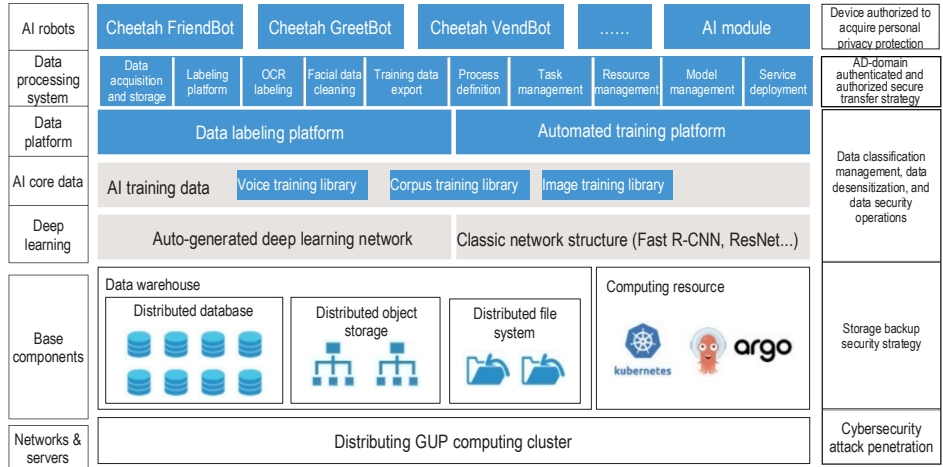 AI robots
Cheetah FriendBot
Cheetah GreetBot
Cheetah VendBot
......
AI module
Device authorized to
acquire personal
privacy protection
Data
processing
system
Data
acquisition
and storage
Labeling
platform
OCR
labeling
Facial data
cleaning
Training data
export
Process
definition
Task
management
Resource
management
Model
management
Service
deployment
AD-domain
authenticated and
authorized secure
transfer strategy
Data
platform
Data labeling platform
Automated training platform
AI core data
AI training data
Voice training library
Corpus training library
Image training library
Data classification
management, data
desensitization, and
data security
operations
Deep
learning
Auto-generated deep learning network
Classic network structure (Fast R-CNN, ResNet...)
Base
components
Data warehouse
Distributed database
Distributed object
storage
Distributed file
system
Computing resource
kubernetes
argo
Storage backup
security strategy
Networks &
servers
Distributing GUP computing cluster
Cybersecurity
attack penetration